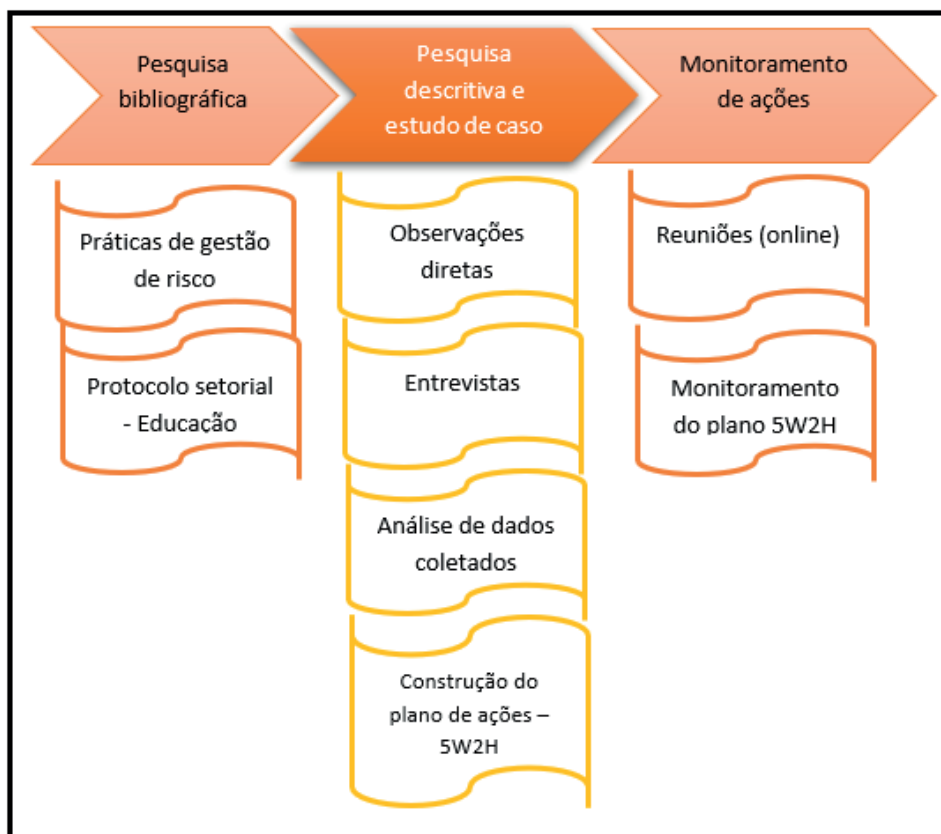 Pesquisa
bibliográfica
Pesquisa
descritiva e
estudo de caso
Monitoramento
de ações
Práticas de gestão
de risco
Protocolo setorial
- Educação
Observações
diretas
Entrevistas
Análise de dados
coletados
Construção do
plano de ações –
5W2H
Reuniões (online)
Monitoramento
do plano 5W2H